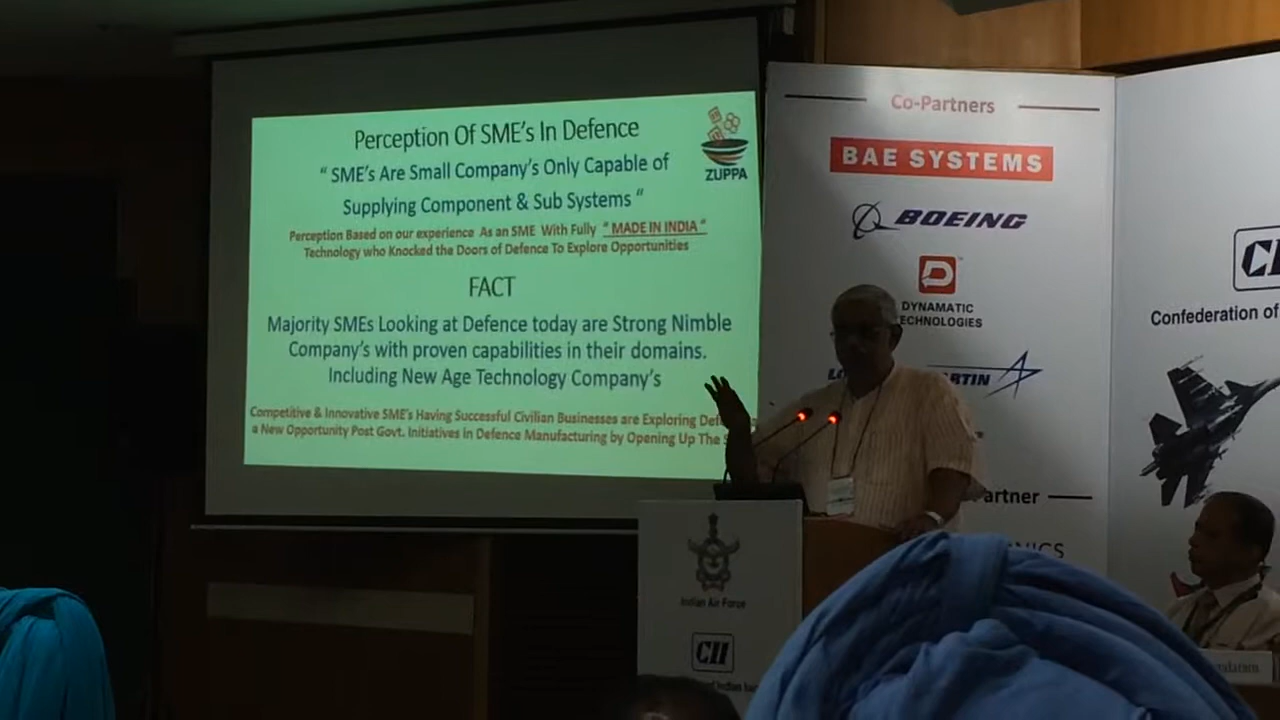 Perception Of SME's In Defence
ZUPPA
" SME's Are Small Company's Only Capable of
Supplying Component & Sub Systems "
Perception Based on our experience As an SME With Fully " MADE IN INDIA "
Technology who Knocked the Doors of Defence To Explore Opportunities
FACT
Majority SMEs Looking at Defence today are Strong Nimble
Company's with proven capabilities in their domains.
Including New Age Technology Company's
Competitive & Innovative SME's Having Successful Civilian Businesses are Exploring
a New Opportunity Post Govt. Initiatives in Defence Manufacturing by Opening Up The
Co-Partners
BAE SYSTEMS
BOEING
DYNAMATIC
TECHNOLOGIES
Confederation of
Indian Air Force
CII